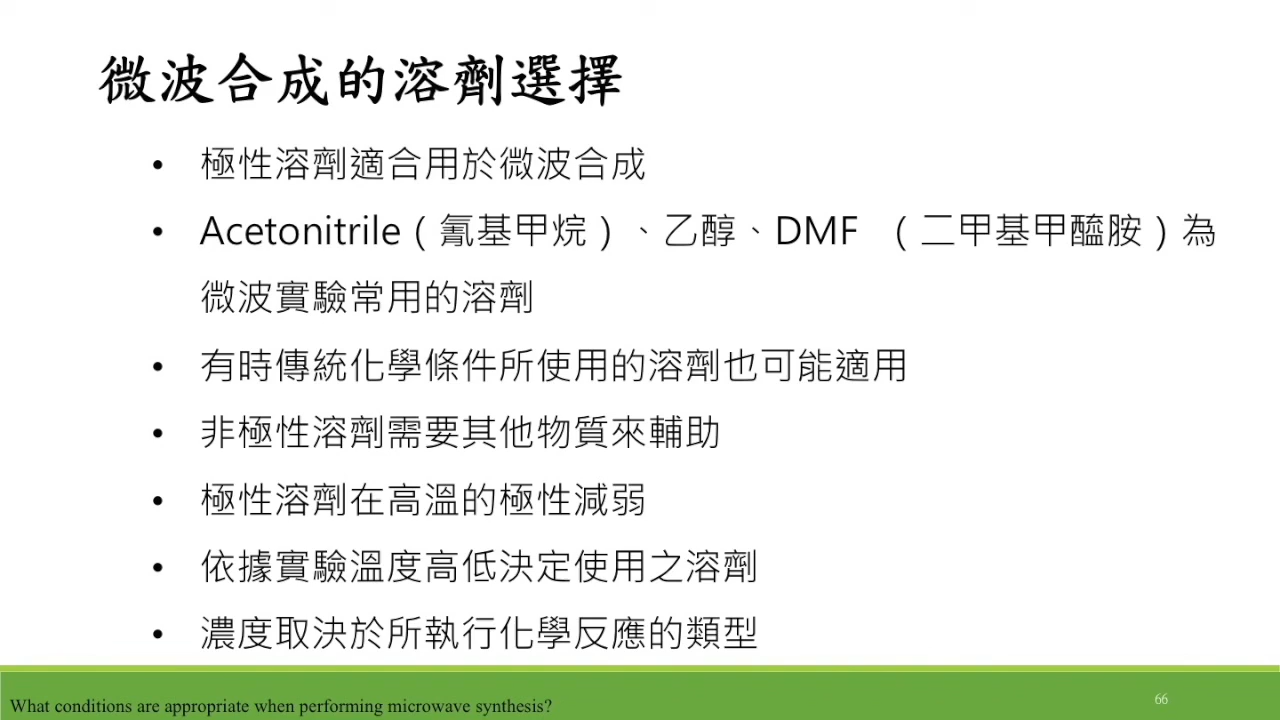 微波合成的溶劑選擇
• 極性溶劑適合用於微波合成
• Acetonitrile（氰基甲烷）、乙醇、DMF （二甲基甲醯胺）為
微波實驗常用的溶劑
• 有時傳統化學條件所使用的溶劑也可能適用
• 非極性溶劑需要其他物質來輔助
• 極性溶劑在高溫的極性減弱
• 依據實驗溫度高低決定使用之溶劑
• 濃度取決於所執行化學反應的類型
What conditions are appropriate when performing microwave synthesis?
66